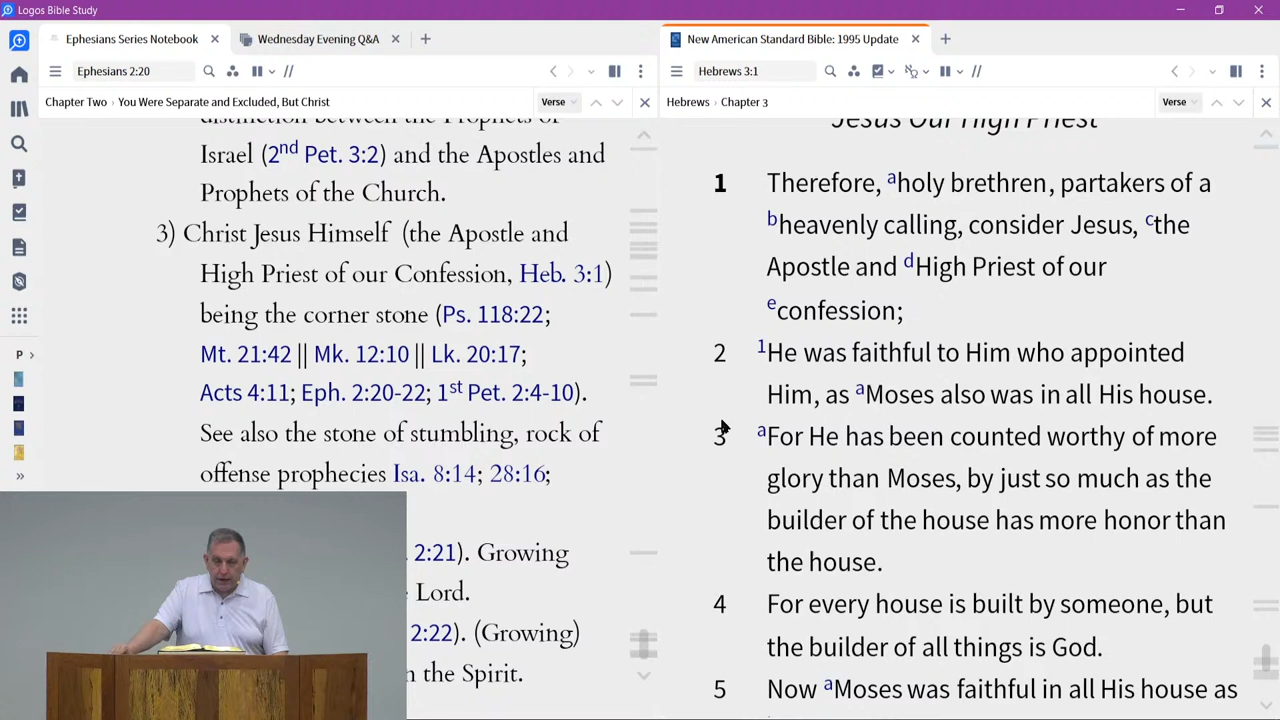 Logos Bible Study
Ephesians Series Notebook
Wednesday Evening Q&A
Ephesians 2:20
Chapter Two › You Were Separate and Excluded, But Christ
Verse
distinction between the Prophets of
Israel (2nd Pet. 3:2) and the Apostles and
Prophets of the Church.
3) Christ Jesus Himself (the Apostle and
High Priest of our Confession, Heb. 3:1)
being the corner stone (Ps. 118:22;
Mt. 21:42 || Mk. 12:10 || Lk. 20:17;
Acts 4:11; Eph. 2:20-22; 1st Pet. 2:4-10).
See also the stone of stumbling, rock of
offense prophecies Isa. 8:14; 28:16;
2:21). Growing
Lord.
2:22). (Growing)
the Spirit.
P
New American Standard Bible: 1995 Update
Hebrews 3:1
Hebrews › Chapter 3
Verse
Jesus Our High Priest
1 Therefore, aholy brethren, partakers of a
bheavenly calling, consider Jesus, cthe
Apostle and dHigh Priest of our
econfession;
2 1He was faithful to Him who appointed
Him, as aMoses also was in all His house.
3 aFor He has been counted worthy of more
glory than Moses, by just so much as the
builder of the house has more honor than
the house.
4 For every house is built by someone, but
the builder of all things is God.
5 Now aMoses was faithful in all His house as